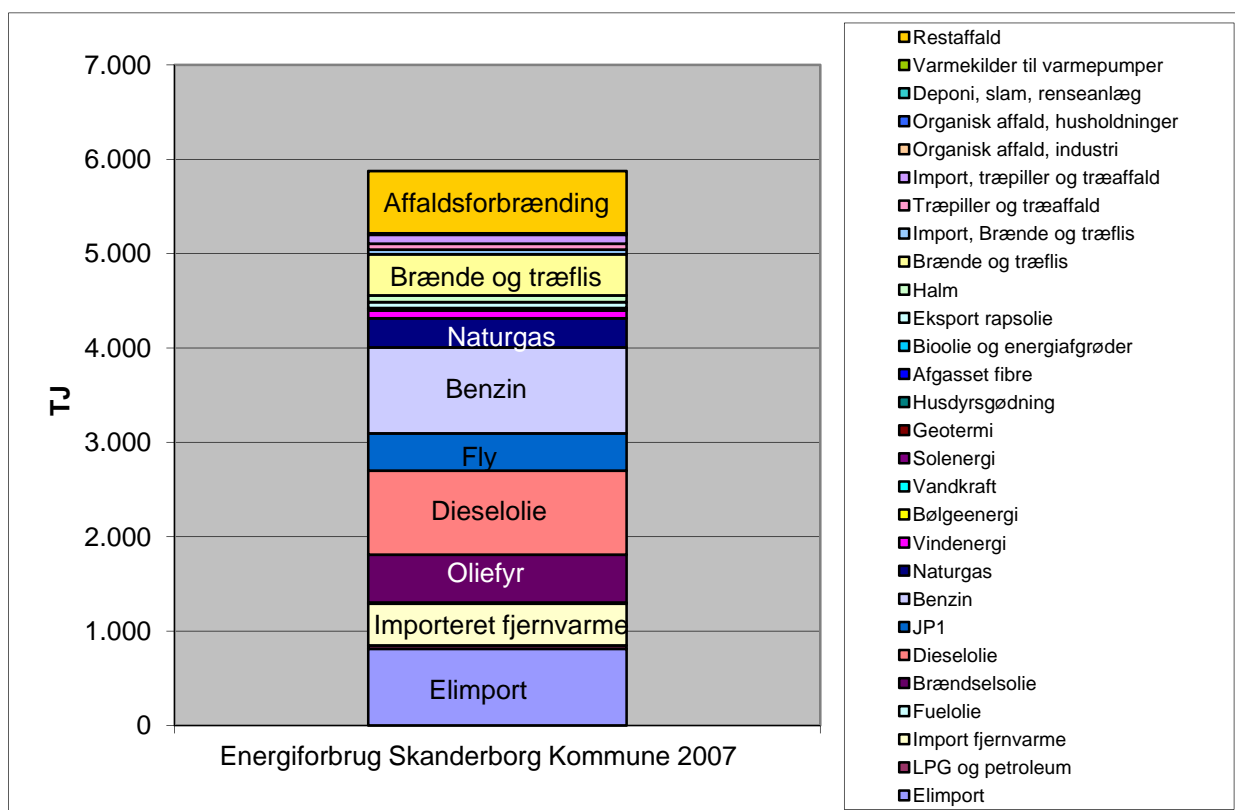 7.000
6.000
5.000
4.000
3.000
2.000
1.000
0
TJ
Affaldsforbrænding
Brænde og træflis
Naturgas
Benzin
Fly
Dieselolie
Oliefyr
Importeret fjernvarme
Elimport
Energiforbrug Skanderborg Kommune 2007
Restaffald
Varmekilder til varmepumper
Deponi, slam, renseanlæg
Organisk affald, husholdninger
Organisk affald, industri
Import, træpiller og træaffald
Træpiller og træaffald
Import, Brænde og træflis
Brænde og træflis
Halm
Eksport rapsolie
Bioolie og energiafgrøder
Afgasset fibre
Husdyrsgødning
Geotermi
Solenergi
Vandkraft
Bølgeenergi
Vindenergi
Naturgas
Benzin
JP1
Dieselolie
Brændselsolie
Fuelolie
Import fjernvarme
LPG og petroleum
Elimport